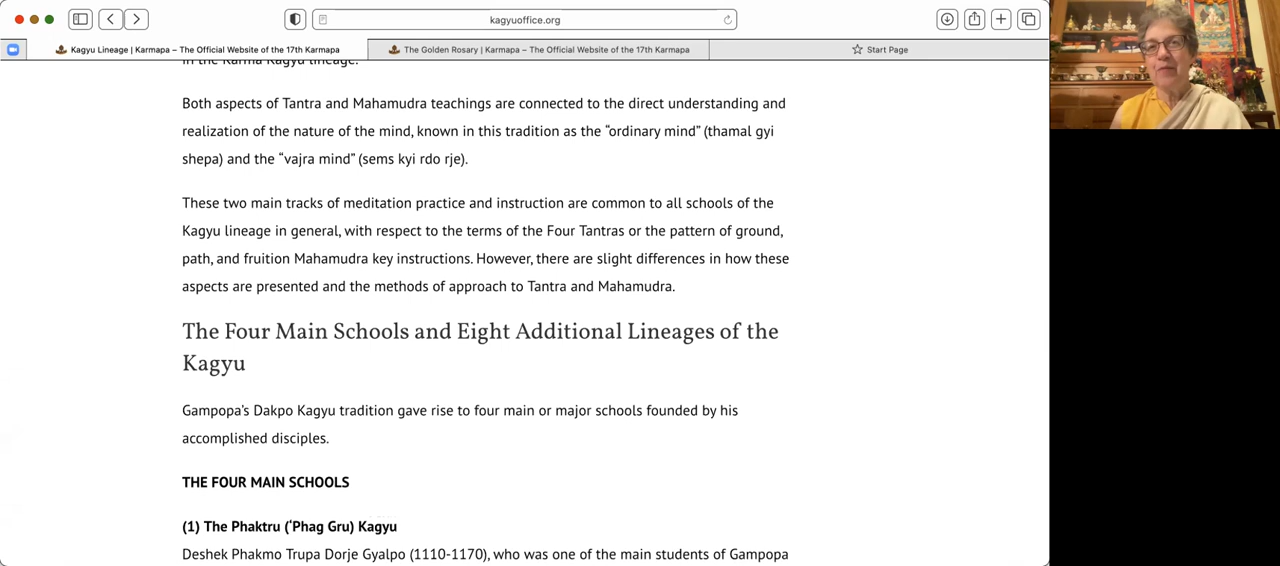 kagyuoffice.org
Kagyu Lineage | Karmapa – The Official Website of the 17th Karmapa
The Golden Rosary | Karmapa – The Official Website of the 17th Karmapa
Start Page
in the Karma Kagyu lineage.
Both aspects of Tantra and Mahamudra teachings are connected to the direct understanding and
realization of the nature of the mind, known in this tradition as the “ordinary mind” (thamal gyi
shepa) and the “vajra mind” (sems kyi rdo rje).
These two main tracks of meditation practice and instruction are common to all schools of the
Kagyu lineage in general, with respect to the terms of the Four Tantras or the pattern of ground,
path, and fruition Mahamudra key instructions. However, there are slight differences in how these
aspects are presented and the methods of approach to Tantra and Mahamudra.
The Four Main Schools and Eight Additional Lineages of the
Kagyu
Gampopa’s Dakpo Kagyu tradition gave rise to four main or major schools founded by his
accomplished disciples.
THE FOUR MAIN SCHOOLS
(1) The Phaktru (‘Phag Gru) Kagyu
Deshek Phakmo Trupa Dorje Gyalpo (1110-1170), who was one of the main students of Gampopa